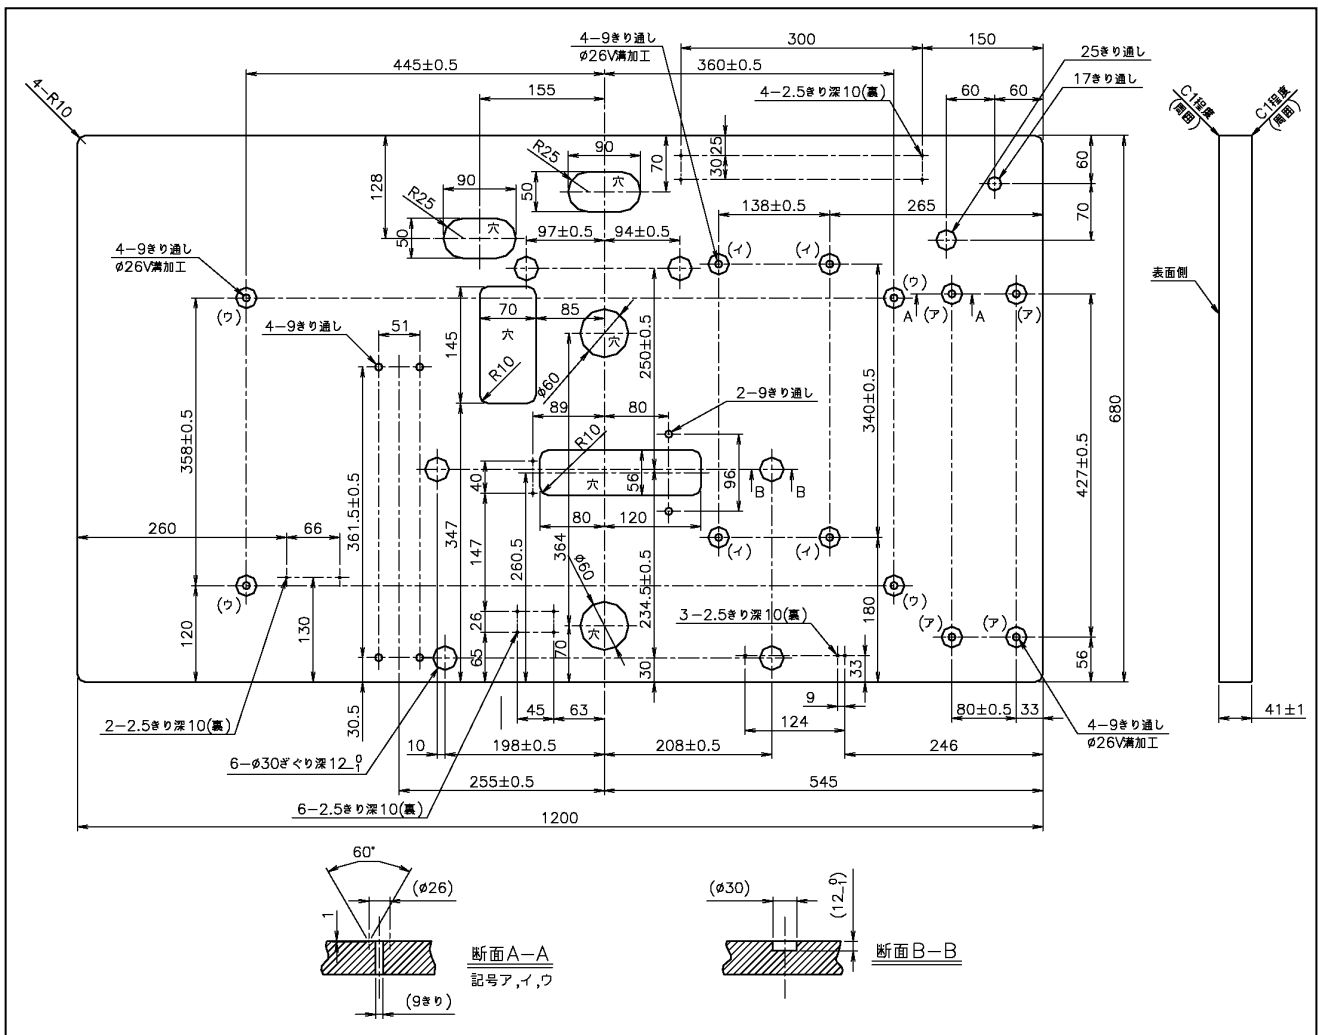 4-9きり通し
ø26V溝加工
300
150
25きり通し
445±0.5
360±0.5
17きり通し
4-R10
155
4-2.5きり深10(裏)
60
60
C1程度
(周囲)
C1程度
(周囲)
R25
90
70
25
30
60
128
穴
R25
90
50
138±0.5
265
70
50
穴
97±0.5
94±0.5
4-9きり通し
ø26V溝加工
(イ)
(イ)
表面側
(ウ)
(ウ)
A
(ア)
A
(ア)
4-9きり通し
51
70
85
穴
穴
145
R10
ø60
250±0.5
340±0.5
680
358±0.5
89
80
2-9きり通し
R10
427±0.5
361.5±0.5
40
穴
56
96
B
B
80
120
260
66
347
147
260.5
364
234.5±0.5
(イ)
(イ)
(ウ)
ø60
180
(ウ)
120
130
26
穴
3-2.5きり深10(裏)
(ア)
(ア)
65
70
30
33
56
30.5
9
80±0.5
33
41±1
2-2.5きり深10(裏)
45
63
124
4-9きり通し
ø26V溝加工
10
198±0.5
208±0.5
246
6-ø30ざぐり深12 0 -1
255±0.5
545
6-2.5きり深10(裏)
1200
60°
(ø26)
1
断面A-A
記号ア,イ,ウ
(9きり)
(ø30)
(12 0 -1)
断面B-B